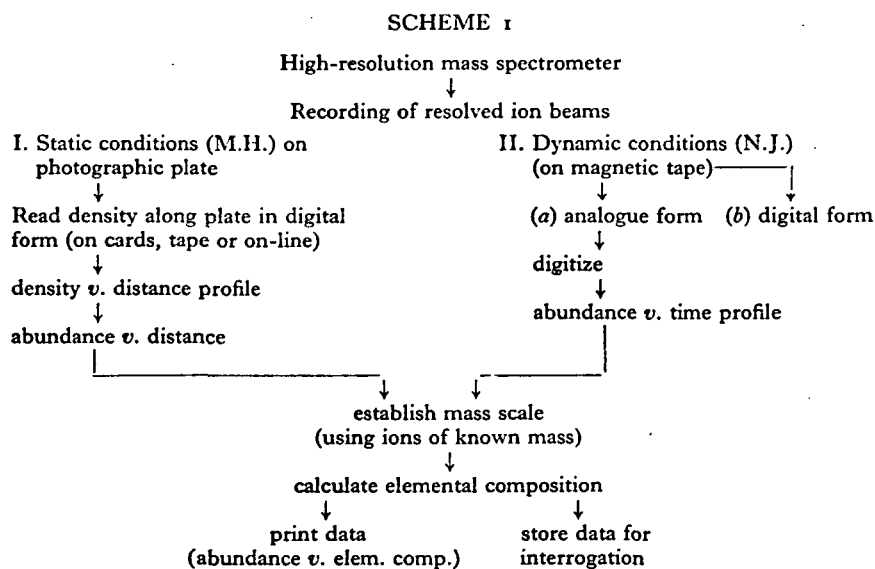 SCHEME 1
High-resolution mass spectrometer
↓
Recording of resolved ion beams
I. Static conditions (M.H.) on
photographic plate
↓
Read density along plate in digital
form (on cards, tape or on-line)
↓
density v. distance profile
↓
abundance v. distance
II. Dynamic conditions (N.J.)
(on magnetic tape)
↓ ↓
(a) analogue form (b) digital form
↓
digitize
↓
abundance v. time profile
↓ ↓
establish mass scale
(using ions of known mass)
↓
calculate elemental composition
↓ ↓
print data
(abundance v. elem. comp.)
store data for
interrogation